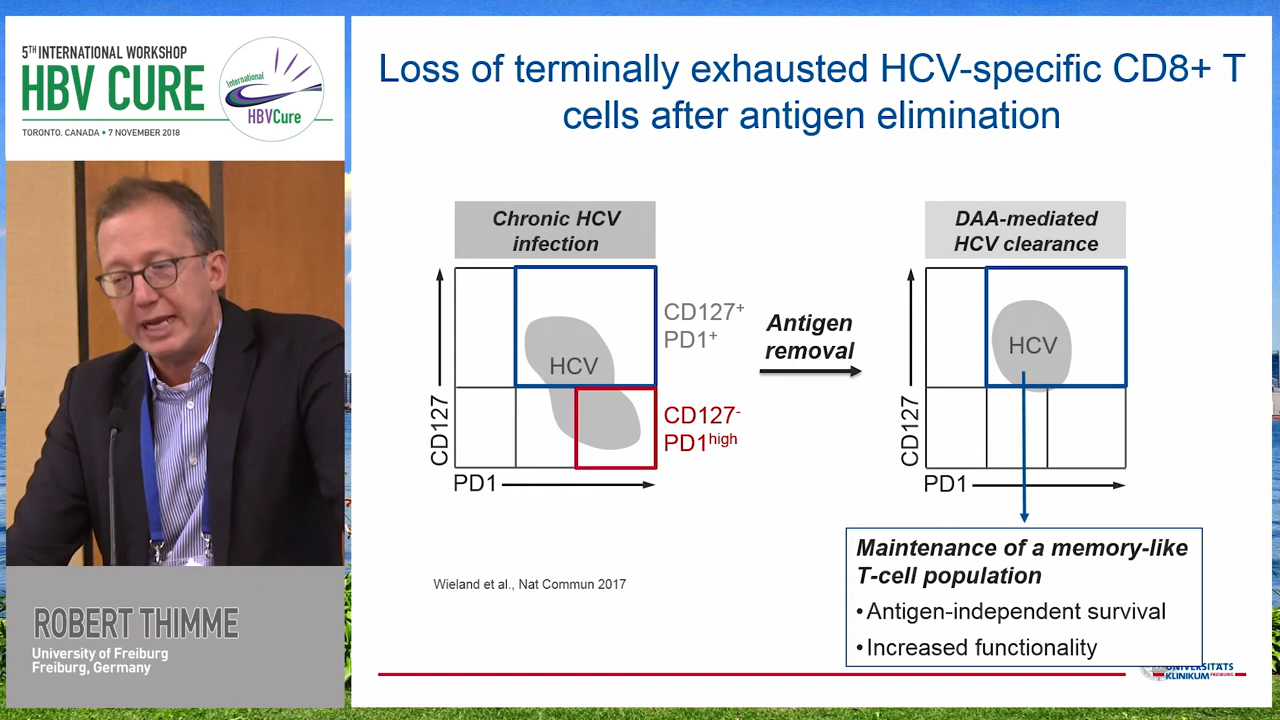 5TH INTERNATIONAL WORKSHOP
HBV CURE
TORONTO. CANADA • 7 NOVEMBER 2018
International
HBVCure
ROBERT THIMME
University of Freiburg
Freiburg, Germany
Loss of terminally exhausted HCV-specific CD8+ T
cells after antigen elimination
Chronic HCV
infection
HCV
CD127+
PD1+
CD127-
PD1high
CD127
PD1
Antigen
removal
DAA-mediated
HCV clearance
HCV
CD127
PD1
Maintenance of a memory-like
T-cell population
•Antigen-independent survival
•Increased functionality
Wieland et al., Nat Commun 2017
UNIVERSITÄTS
KLINIKUM